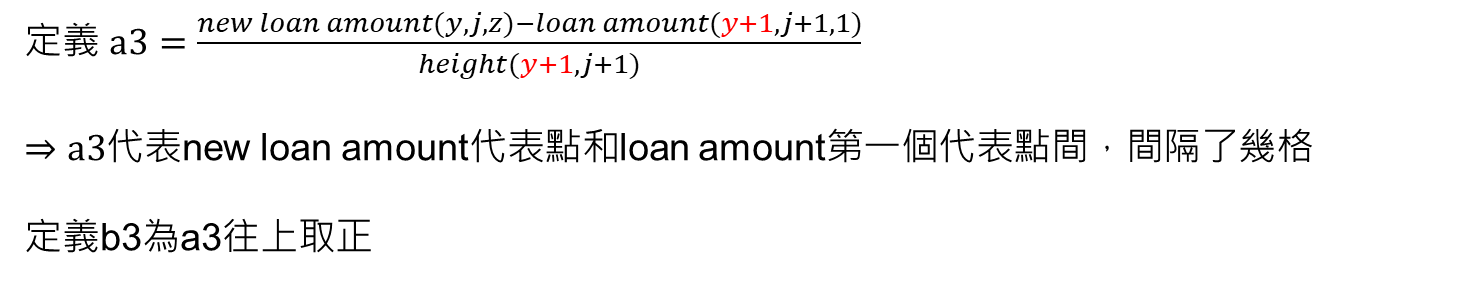 定義 a3 = \frac{new loan amount(y,j,z)−loan amount(y+1,j+1,1)}{height(y+1,j+1)}
⇒ a3代表new loan amount代表點和loan amount第一個代表點間，間隔了幾格
定義b3為a3往上取正